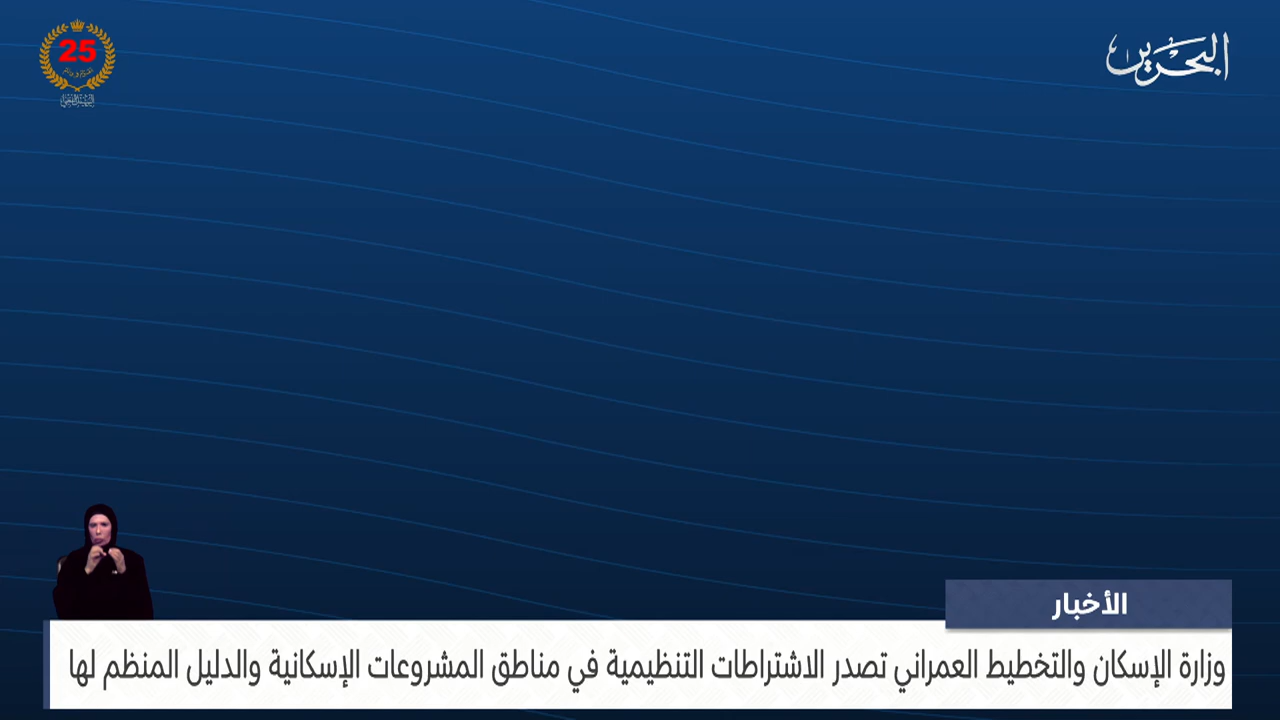 البحرين
25
الأخبار
وزارة الإسكان والتخطيط العمراني تصدر الاشتراطات التنظيمية في مناطق المشروعات الإسكانية والدليل المنظم لها